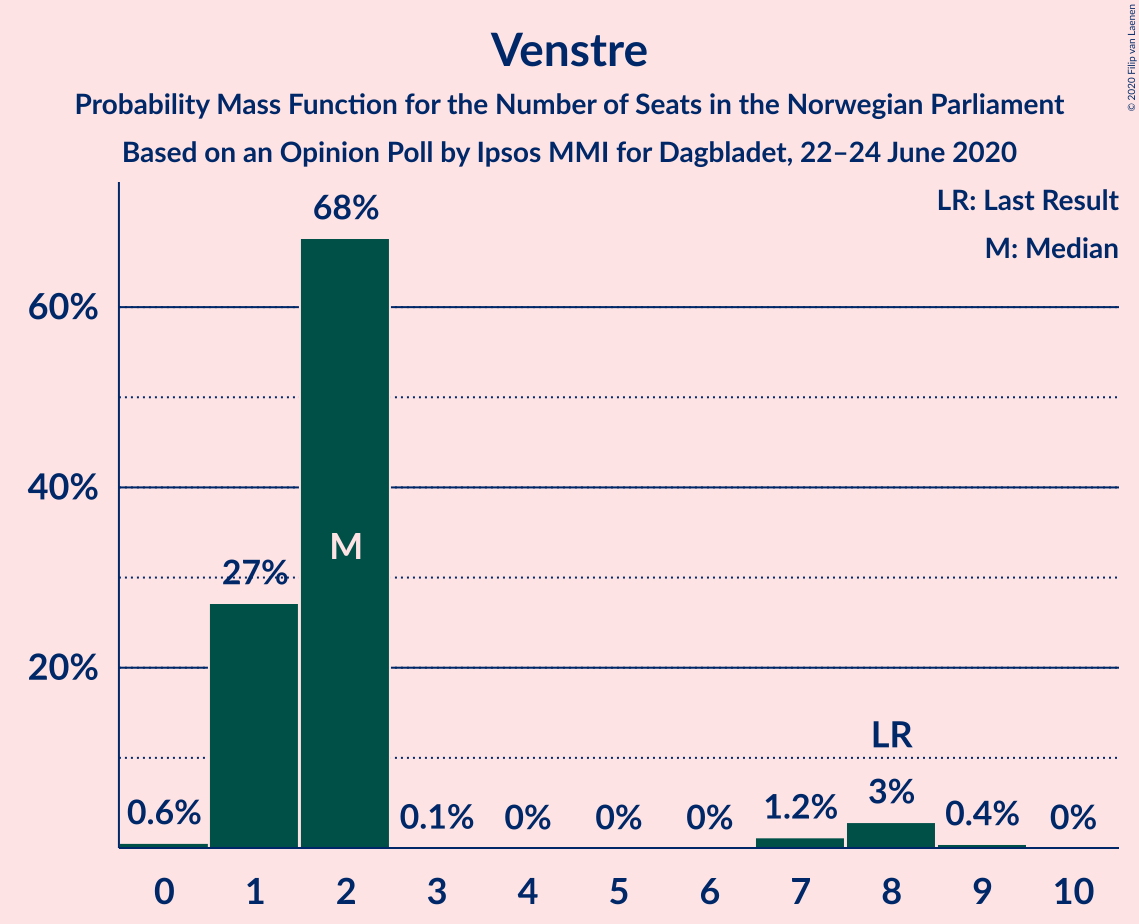 Venstre
Probability Mass Function for the Number of Seats in the Norwegian Parliament
Based on an Opinion Poll by Ipsos MMI for Dagbladet, 22–24 June 2020
© 2020 Filip van Laenen
LR: Last Result
M: Median
60%
40%
20%
0.6%
27%
68%
M
0.1%
0%
0%
0%
1.2%
LR
3%
0.4%
0%
0 1 2 3 4 5 6 7 8 9 10